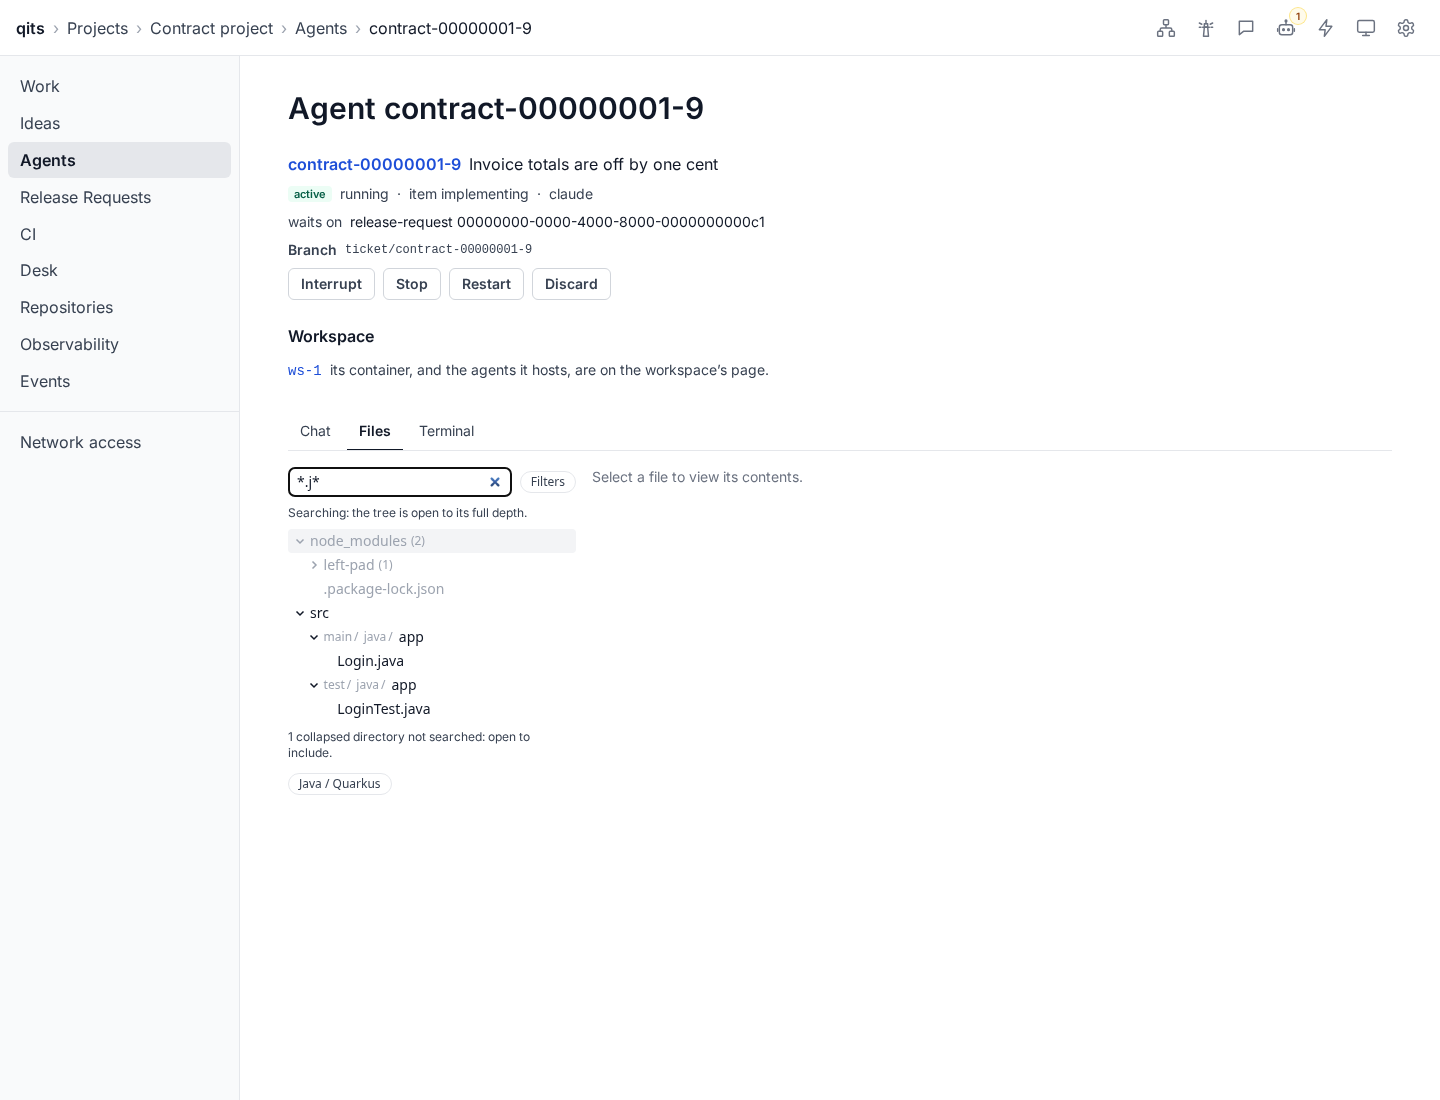 qits › Projects › Contract project › Agents › contract-00000001-9
1
Work
Ideas
Agents
Release Requests
CI
Desk
Repositories
Observability
Events
Network access
Agent contract-00000001-9
contract-00000001-9 Invoice totals are off by one cent
active running · item implementing · claude
waits on release-request 00000000-0000-4000-8000-0000000000c1
Branch ticket/contract-00000001-9
Interrupt Stop Restart Discard
Workspace
ws-1 its container, and the agents it hosts, are on the workspace’s page.
Chat Files Terminal
*.j* Filters
Select a file to view its contents.
Searching: the tree is open to its full depth.
node_modules (2)
left-pad (1)
.package-lock.json
src
main/ java/ app
Login.java
test/ java/ app
LoginTest.java
1 collapsed directory not searched: open to
include.
Java / Quarkus